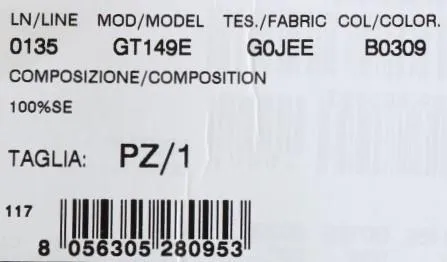 LN/LINE MOD/MODEL TES./FABRIC COL/COLOR.
0135 GT149E G0JEE B0309
COMPOSIZIONE/COMPOSITION
100%SE
TAGLIA: PZ/1
117
8 056305 280953